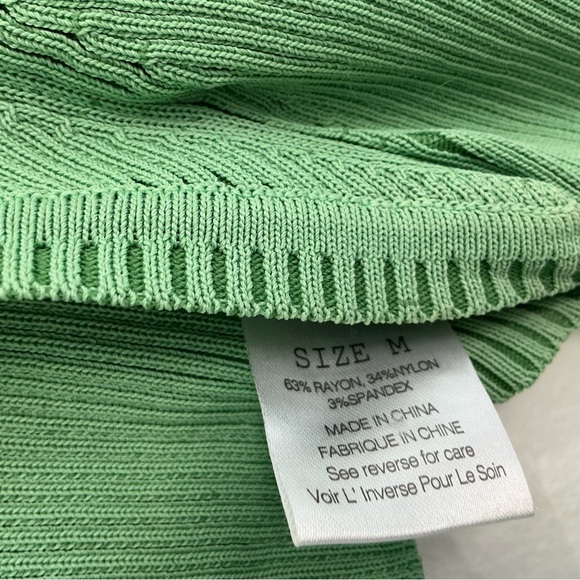 SIZE M
63% RAYON, 34%NYLON
3%SPANDEX
MADE IN CHINA
FABRIQUE IN CHINE
See reverse for care
Voir L' Inverse Pour Le Soin